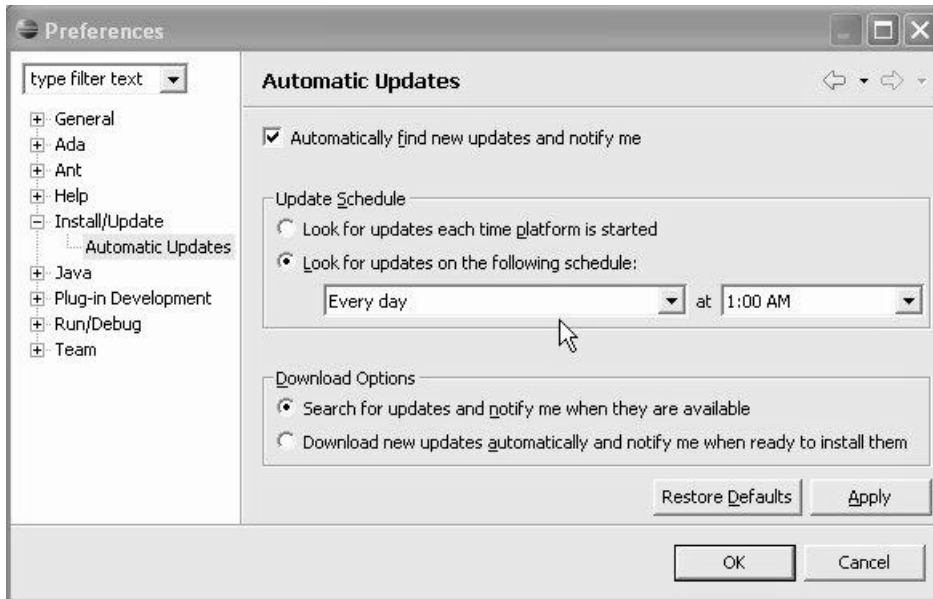 Preferences
type filter text
General
Ada
Ant
Help
Install/Update
Automatic Updates
Java
Plug-in Development
Run/Debug
Team
Automatic Updates
Automatically find new updates and notify me
Update Schedule
Look for updates each time platform is started
Look for updates on the following schedule:
Every day at 1:00 AM
Download Options
Search for updates and notify me when they are available
Download new updates automatically and notify me when ready to install them
Restore Defaults Apply
OK Cancel